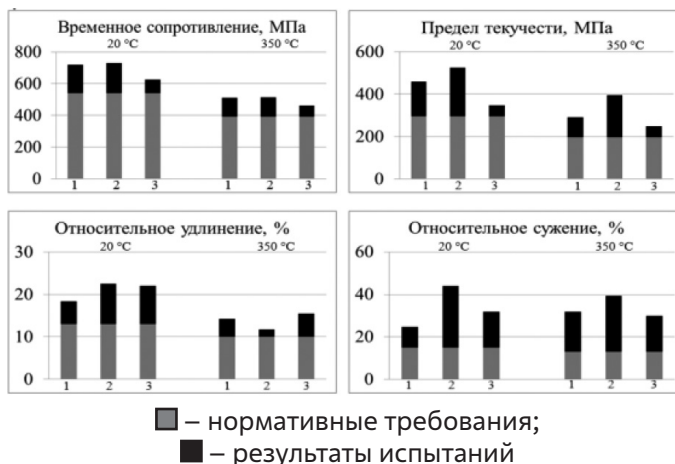 Временное сопротивление, МПа
20 °C 350 °C
800
600
400
200
0
1 2 3 1 2 3
Предел текучести, МПа
20 °C 350 °C
600
400
200
0
1 2 3 1 2 3
Относительное удлинение, %
20 °C 350 °C
30
20
10
0
1 2 3 1 2 3
Относительное сужение, %
20 °C 350 °C
60
40
20
0
1 2 3 1 2 3
– нормативные требования;
– результаты испытаний